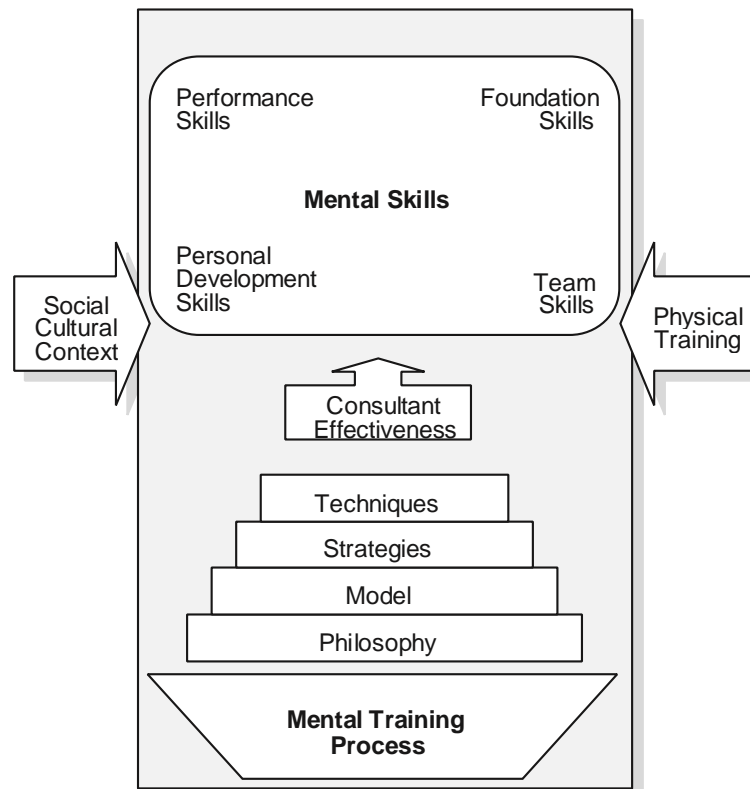 Performance
Skills
Foundation
Skills
Mental Skills
Personal
Development
Skills
Team
Skills
Social
Cultural
Context
Physical
Training
Consultant
Effectiveness
Techniques
Strategies
Model
Philosophy
Mental Training
Process